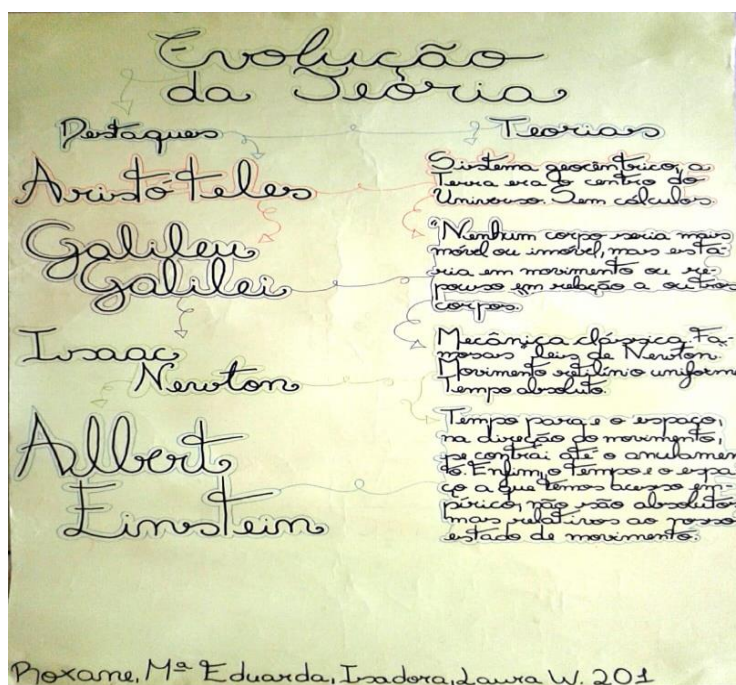 Evolução
da Teória
Destaques
Teorias
Aristóteles
Sistema geocêntrico, a
Terra era o centro do
Universo. Sem cálculos.
Galileu
Galilei
"Nenhum corpo seria mais
móvel ou imóvel, mas esta-
ria em movimento ou re-
pouso em relação a outros
corpos.
Isaac
Newton
Mecânica clássica. Fa-
mosas leis de Newton.
Movimento retilínio uniforme
Tempo absoluto.
Albert
Einstein
Tempo para e o espaço,
na direção do movimento,
se contrai até o anulamen
to. Enfim, o tempo e o espa
ço a que temos acesso em-
pírico, não são absolutos
mas relativos ao nosso
estado de movimento.
Roxane, Mª Eduarda, Isadora, Laura W. 201